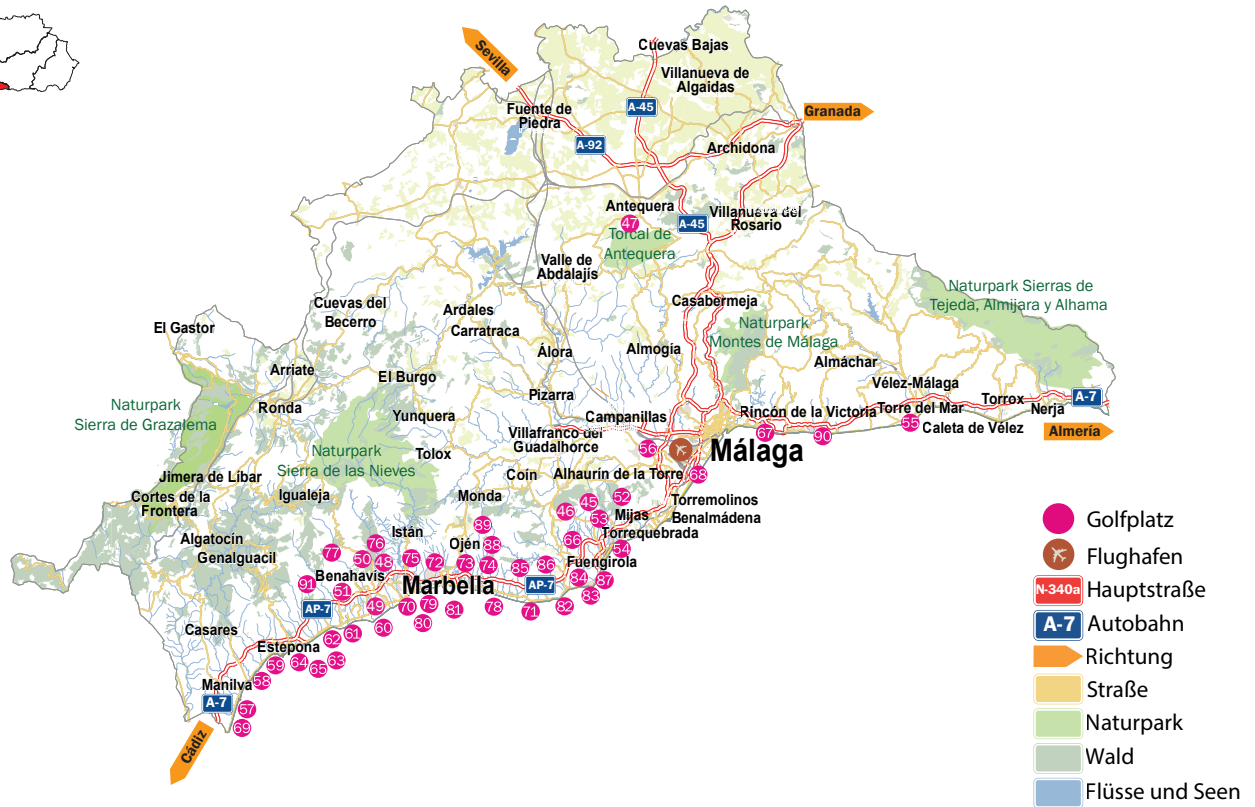 Sevilla
Cuevas Bajas
Villanueva de
Algaidas
A-45
Fuente de
Piedra
Granada
A-92
Archidona
Antequera
47
A-45
Villanueva del
Rosario
Torcal de
Antequera
Valle de
Abdalajís
Naturpark Sierras de
Tejeda, Almijara y Alhama
Cuevas del
Becerro
Ardales
Carratraca
Casabermeja
El Gastor
Naturpark
Montes de Málaga
Álora
Almogía
Almáchar
Arriate
El Burgo
Vélez-Málaga
Pizarra
Torrox
A-7
Naturpark
Sierra de Grazalema
Ronda
Yunquera
Campanillas
Rincón de la Victoria
Torre del Mar
Nerja
55
Caleta de Vélez
Almería
67
90
Villafranco del
Guadalhorce
56
Málaga
Naturpark
Sierra de las Nieves
Tolox
Coín
Alhaurín de la Torre
68
Jimera de Líbar
Cortes de la
Frontera
Igualeja
Monda
52
45
46
53
Mijas
Torremolinos
Benalmádena
Algatocín
Genalguacil
Istán
89
Ojén
88
66
Torrequebrada
54
76
77
50
48
75
72
73
74
85
86
Fuengirola
84
87
83
Benahavís
91
51
Marbella
AP-7
AP-7
49
70
79
81
78
71
82
80
60
Casares
62
61
Estepona
59
64
65
63
Manilva
58
A-7
57
69
Cádiz
Golfplatz
Flughafen
N-340a
Hauptstraße
A-7
Autobahn
Richtung
Straße
Naturpark
Wald
Flüsse und Seen